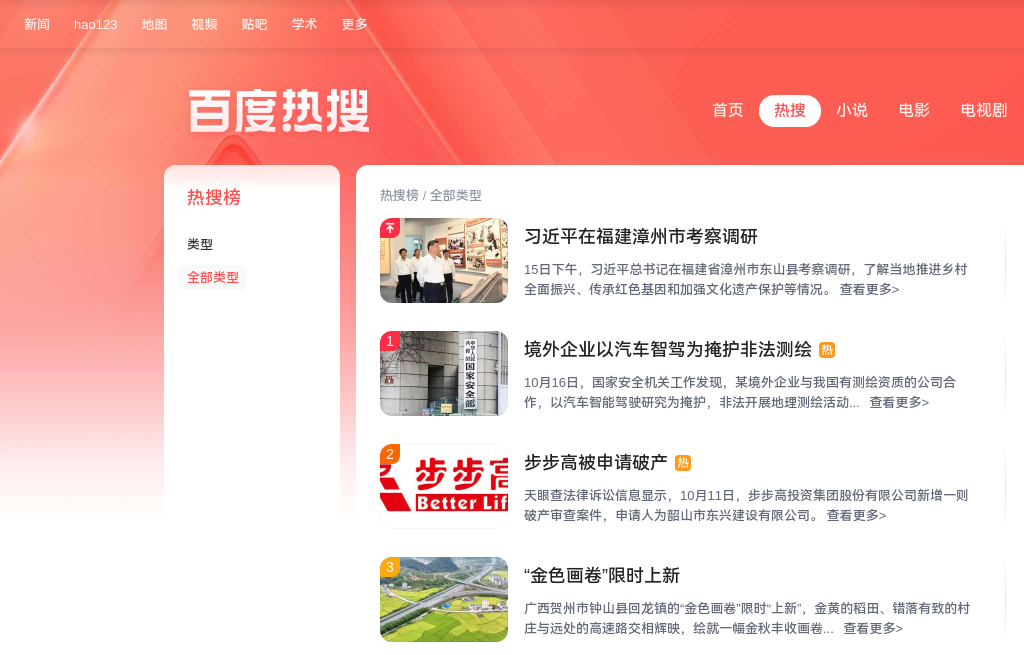 新闻 hao123 地图 视频 贴吧 学术 更多
百度热搜
首页 热搜 小说 电影 电视剧
热搜榜
类型
全部类型
热搜榜 / 全部类型
习近平在福建漳州市考察调研
15日下午，习近平总书记在福建省漳州市东山县考察调研，了解当地推进乡村
全面振兴、传承红色基因和加强文化遗产保护等情况。 查看更多>
1
国家安全部
境外企业以汽车智驾为掩护非法测绘 热
10月16日，国家安全机关工作发现，某境外企业与我国有测绘资质的公司合
作，以汽车智能驾驶研究为掩护，非法开展地理测绘活动... 查看更多>
2
步步高
Better Lif
步步高被申请破产 热
天眼查法律诉讼信息显示，10月11日，步步高投资集团股份有限公司新增一则
破产审查案件，申请人为韶山市东兴建设有限公司。 查看更多>
3
“金色画卷”限时上新
广西贺州市钟山县回龙镇的“金色画卷”限时“上新”，金黄的稻田、错落有致的村
庄与远处的高速路交相辉映，绘就一幅金秋丰收画卷... 查看更多>